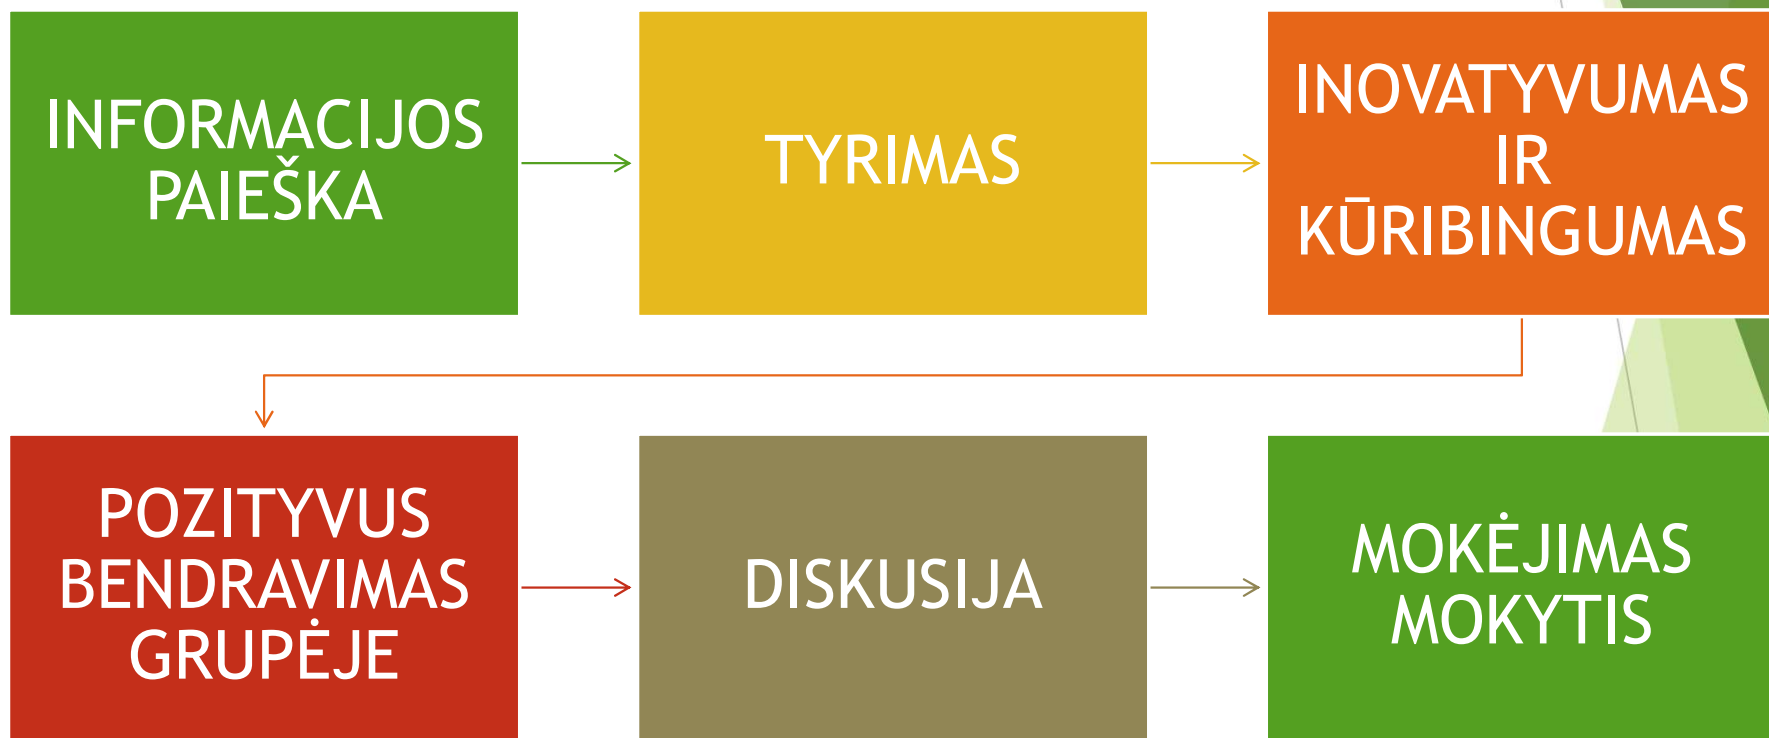 INFORMACIJOS
PAIEŠKA
TYRIMAS
INOVATYVUMAS
IR
KŪRIBINGUMAS
POZITYVUS
BENDRAVIMAS
GRUPĖJE
DISKUSIJA
MOKĖJIMAS
MOKYTIS